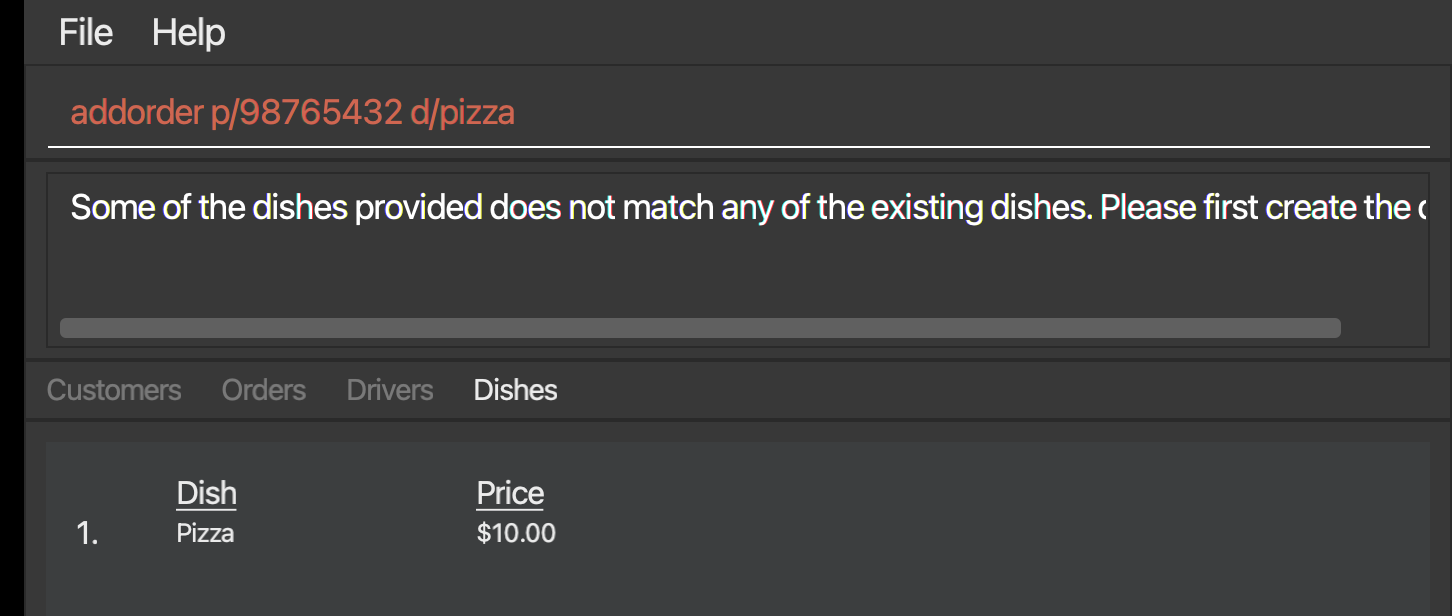 File Help
addorder p/98765432 d/pizza
Some of the dishes provided does not match any of the existing dishes. Please first create the
Customers Orders Drivers Dishes
Dish Price
1. Pizza $10.00